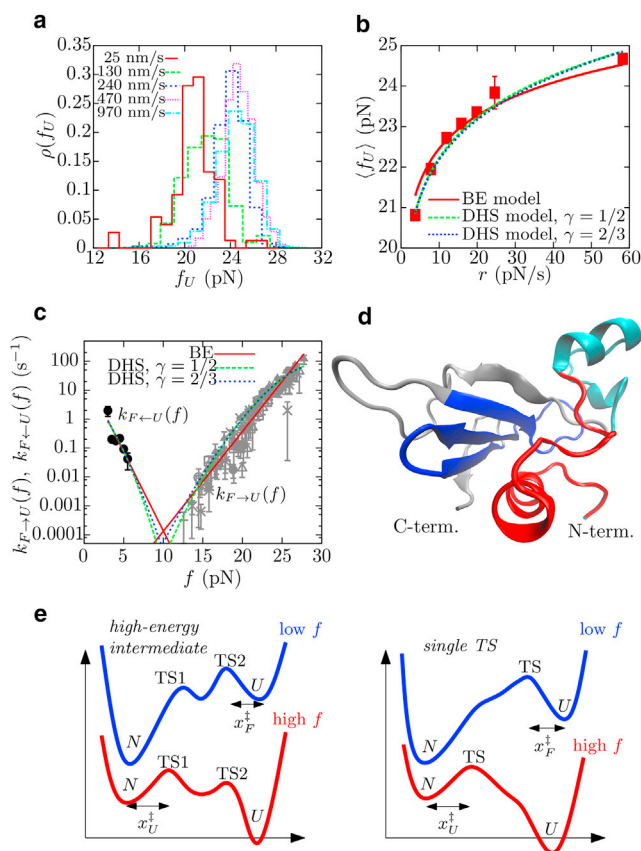 a
25 nm/s
130 nm/s
240 nm/s
470 nm/s
970 nm/s
ρ(f_U)
0.35
0.3
0.25
0.2
0.15
0.1
0.05
0
12 16 20 24 28 32
f_U (pN)
b
⟨f_U⟩ (pN)
25
24
23
22
21
20
BE model
DHS model, γ = 1/2
DHS model, γ = 2/3
0 10 20 30 40 50 60
r (pN/s)
c
k_{F→U}(f), k_{F←U}(f) (s⁻¹)
100
10
1
0.1
0.01
0.001
0.0001
BE
DHS, γ = 1/2
DHS, γ = 2/3
k_{F←U}(f)
k_{F→U}(f)
0 5 10 15 20 25 30
f (pN)
d
C-term.
N-term.
e
high-energy
intermediate
low f
TS1
TS2
U
x_F^‡
N
high f
TS1
TS2
N
U
x_U^‡
single TS
low f
TS
U
x_F^‡
N
high f
TS
N
U
x_U^‡